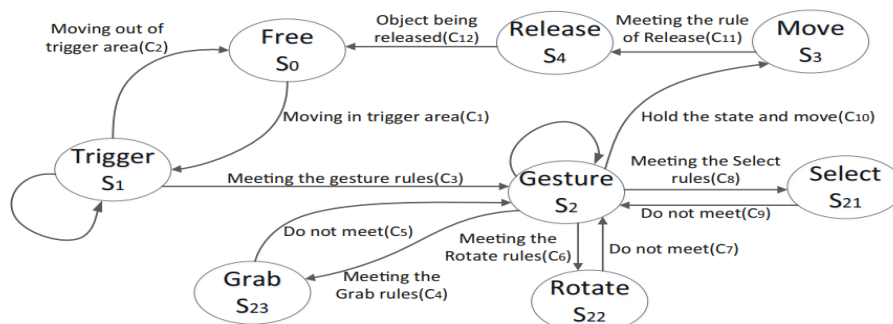 Moving out of
trigger area(C2)
Free
S0
Object being
released(C12)
Release
S4
Meeting the rule
of Release(C11)
Move
S3
Moving in trigger area(C1)
Hold the state and move(C10)
Trigger
S1
Meeting the gesture rules(C3)
Gesture
S2
Meeting the Select
rules(C8)
Select
S21
Do not meet(C9)
Do not meet(C5)
Meeting the
Rotate rules(C6)
Do not meet(C7)
Grab
S23
Meeting the
Grab rules(C4)
Rotate
S22